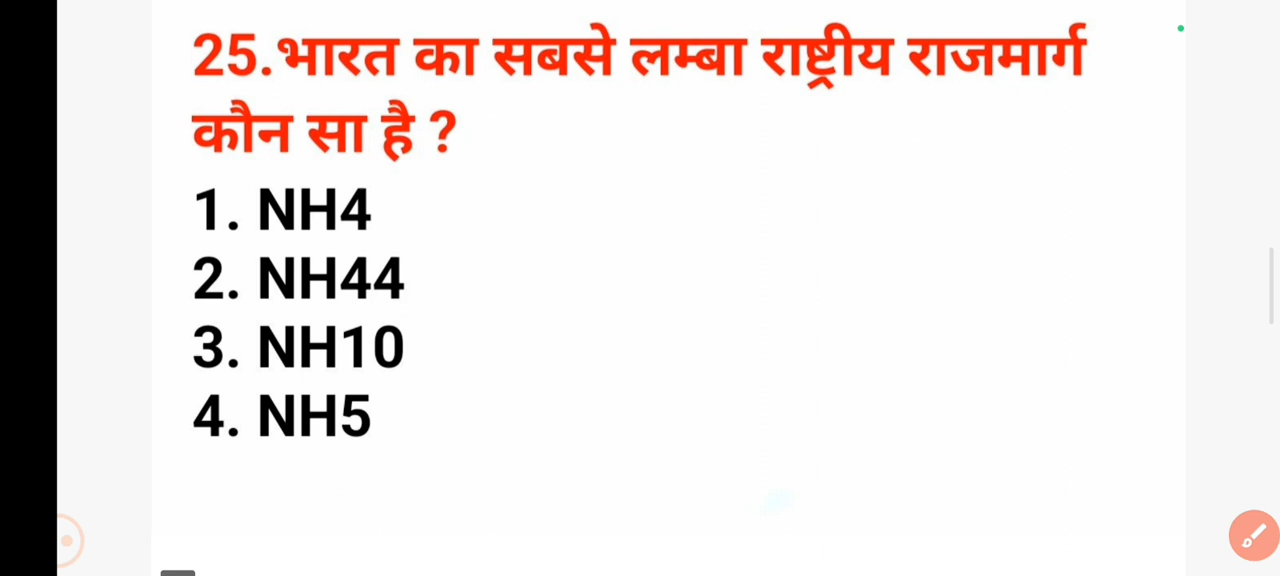 25.भारत का सबसे लम्बा राष्ट्रीय राजमार्ग
कौन सा है ?
1. NH4
2. NH44
3. NH10
4. NH5